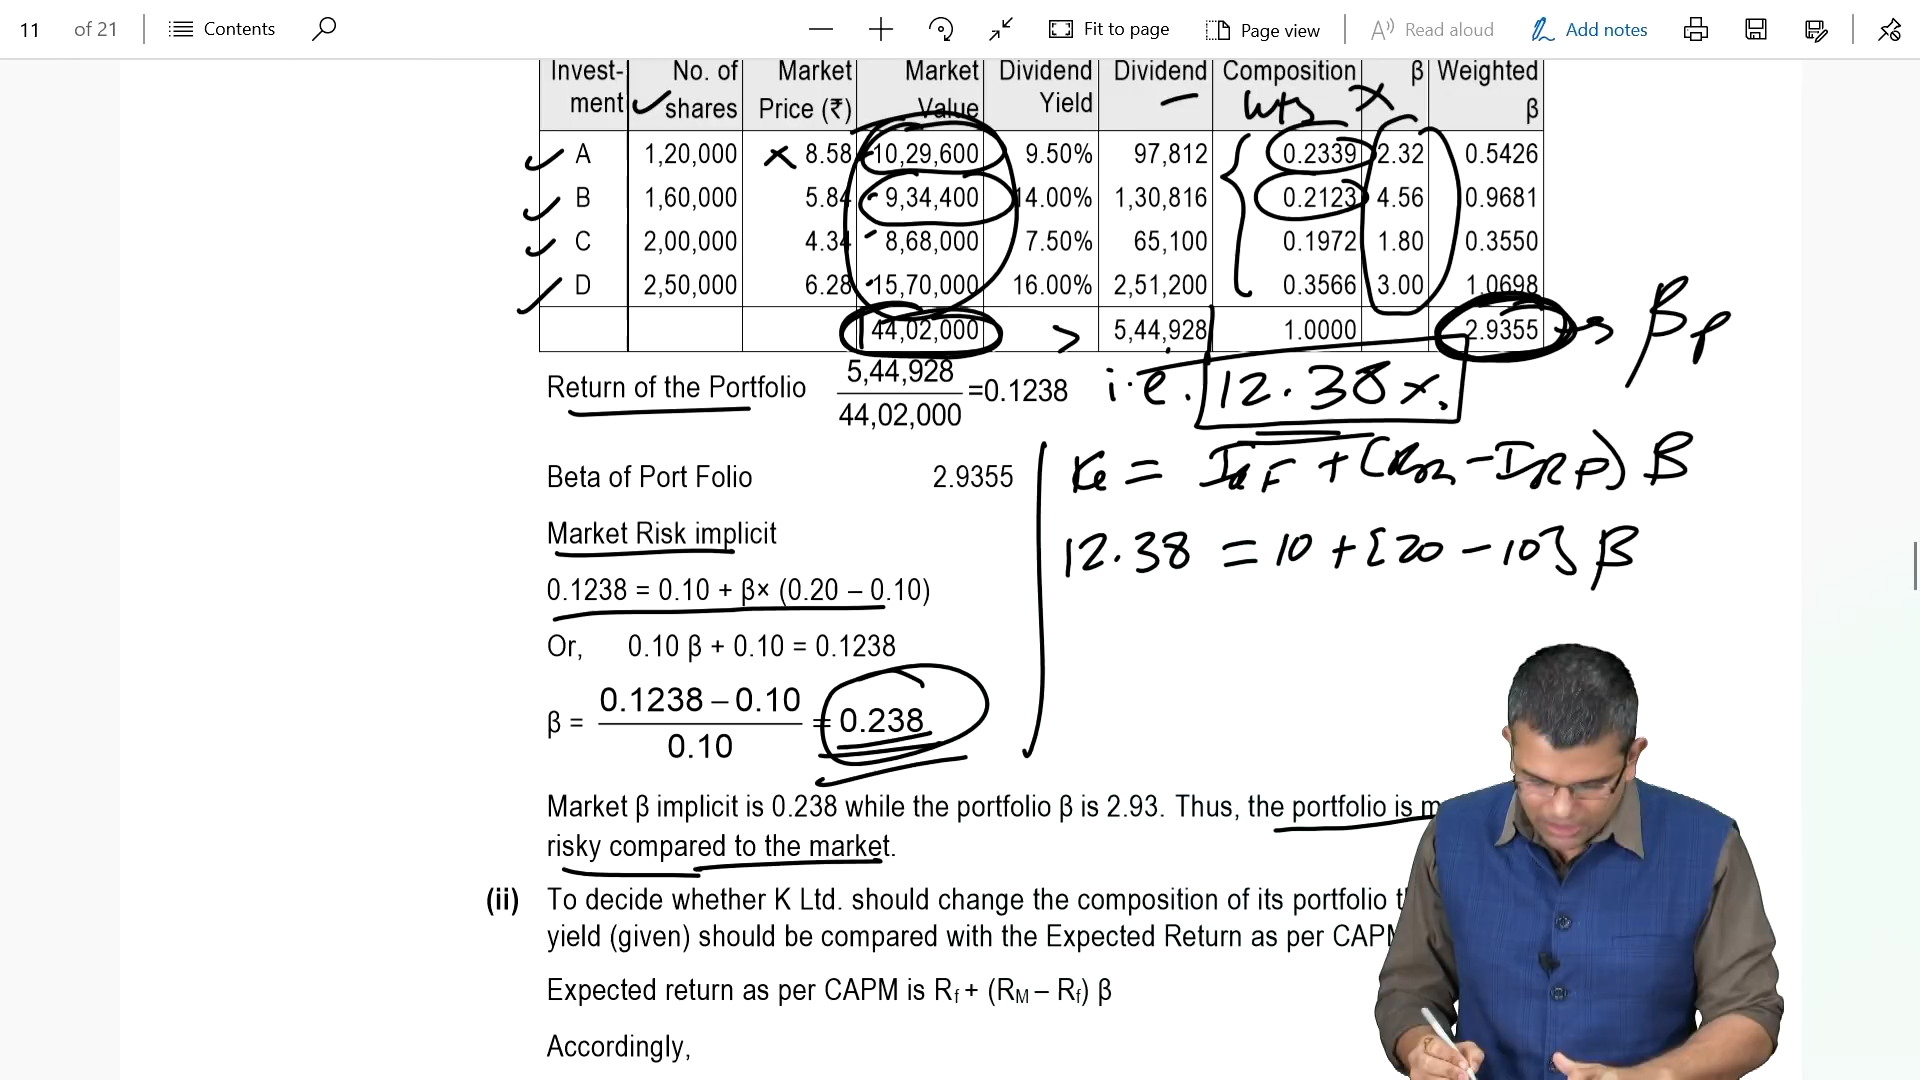 11 of 21 Contents Fit to page Page view Read aloud Add notes
Invest-ment No. of shares Market Price (₹) Market Value Dividend Yield Dividend Composition β Weighted β
wts x
A 1,20,000 x 8.58 10,29,600 9.50% 97,812 0.2339 2.32 0.5426
B 1,60,000 5.84 9,34,400 14.00% 1,30,816 0.2123 4.56 0.9681
C 2,00,000 4.34 8,68,000 7.50% 65,100 0.1972 1.80 0.3550
D 2,50,000 6.28 15,70,000 16.00% 2,51,200 0.3566 3.00 1.0698
44,02,000 5,44,928 1.0000 2.9355 βp
Return of the Portfolio 5,44,928 / 44,02,000 =0.1238 i.e. 12.38%
Beta of Port Folio 2.9355
Ke = IRF + (Rm - IRF) β
Market Risk implicit
12.38 = 10 + {20 - 10} β
0.1238 = 0.10 + β× (0.20 – 0.10)
Or, 0.10 β + 0.10 = 0.1238
β = 0.1238 – 0.10 / 0.10 = 0.238
Market β implicit is 0.238 while the portfolio β is 2.93. Thus, the portfolio is m
risky compared to the market.
(ii) To decide whether K Ltd. should change the composition of its portfolio t
yield (given) should be compared with the Expected Return as per CAPM
Expected return as per CAPM is Rf + (RM – Rf) β
Accordingly,